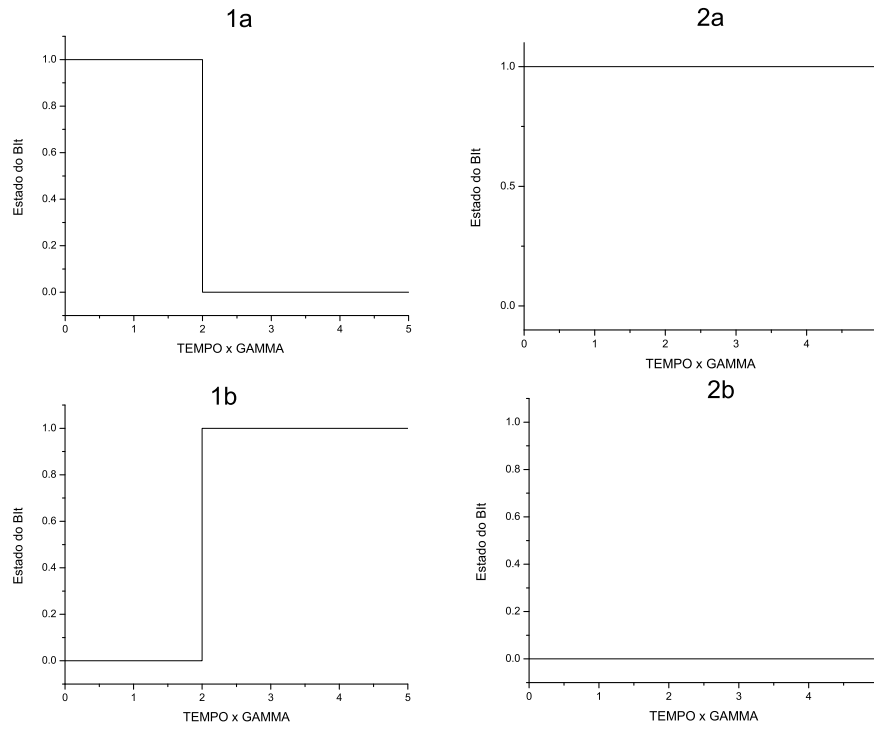 1a
1.0
0.8
0.6
0.4
0.2
0.0
Estado do BIt
0 1 2 3 4 5
TEMPO x GAMMA
2a
1.0
0.5
0.0
Estado do BIt
0 1 2 3 4
TEMPO x GAMMA
1b
1.0
0.8
0.6
0.4
0.2
0.0
Estado do BIt
0 1 2 3 4 5
TEMPO x GAMMA
2b
1.0
0.8
0.6
0.4
0.2
0.0
Estado do BIt
0 1 2 3 4
TEMPO x GAMMA